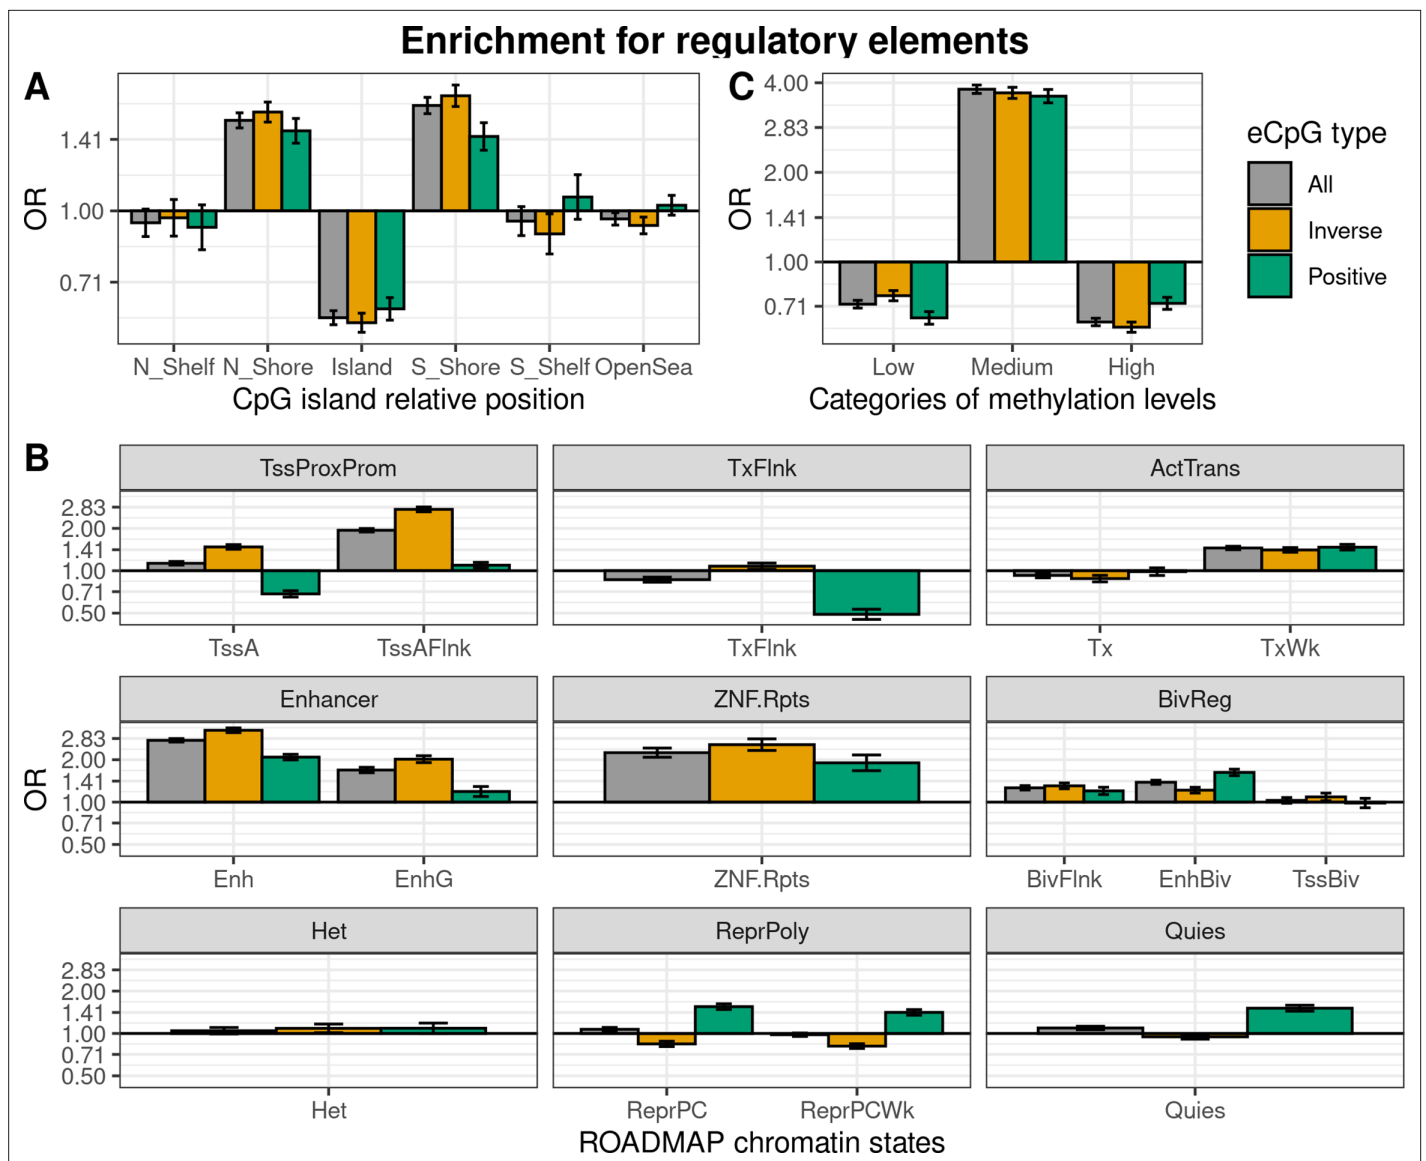 Enrichment for regulatory elements
A
OR
1.41
1.00
0.71
N_Shelf N_Shore Island S_Shore S_Shelf OpenSea
CpG island relative position
C
OR
4.00
2.83
2.00
1.41
1.00
0.71
Low Medium High
Categories of methylation levels
eCpG type
All
Inverse
Positive
B
TssProxProm TxFlnk ActTrans
2.83
2.00
1.41
1.00
0.71
0.50
TssA TssAFlnk TxFlnk Tx TxWk
Enhancer ZNF.Rpts BivReg
OR
2.83
2.00
1.41
1.00
0.71
0.50
Enh EnhG ZNF.Rpts BivFlnk EnhBiv TssBiv
Het ReprPoly Quies
2.83
2.00
1.41
1.00
0.71
0.50
Het ReprPC ReprPCWk Quies
ROADMAP chromatin states